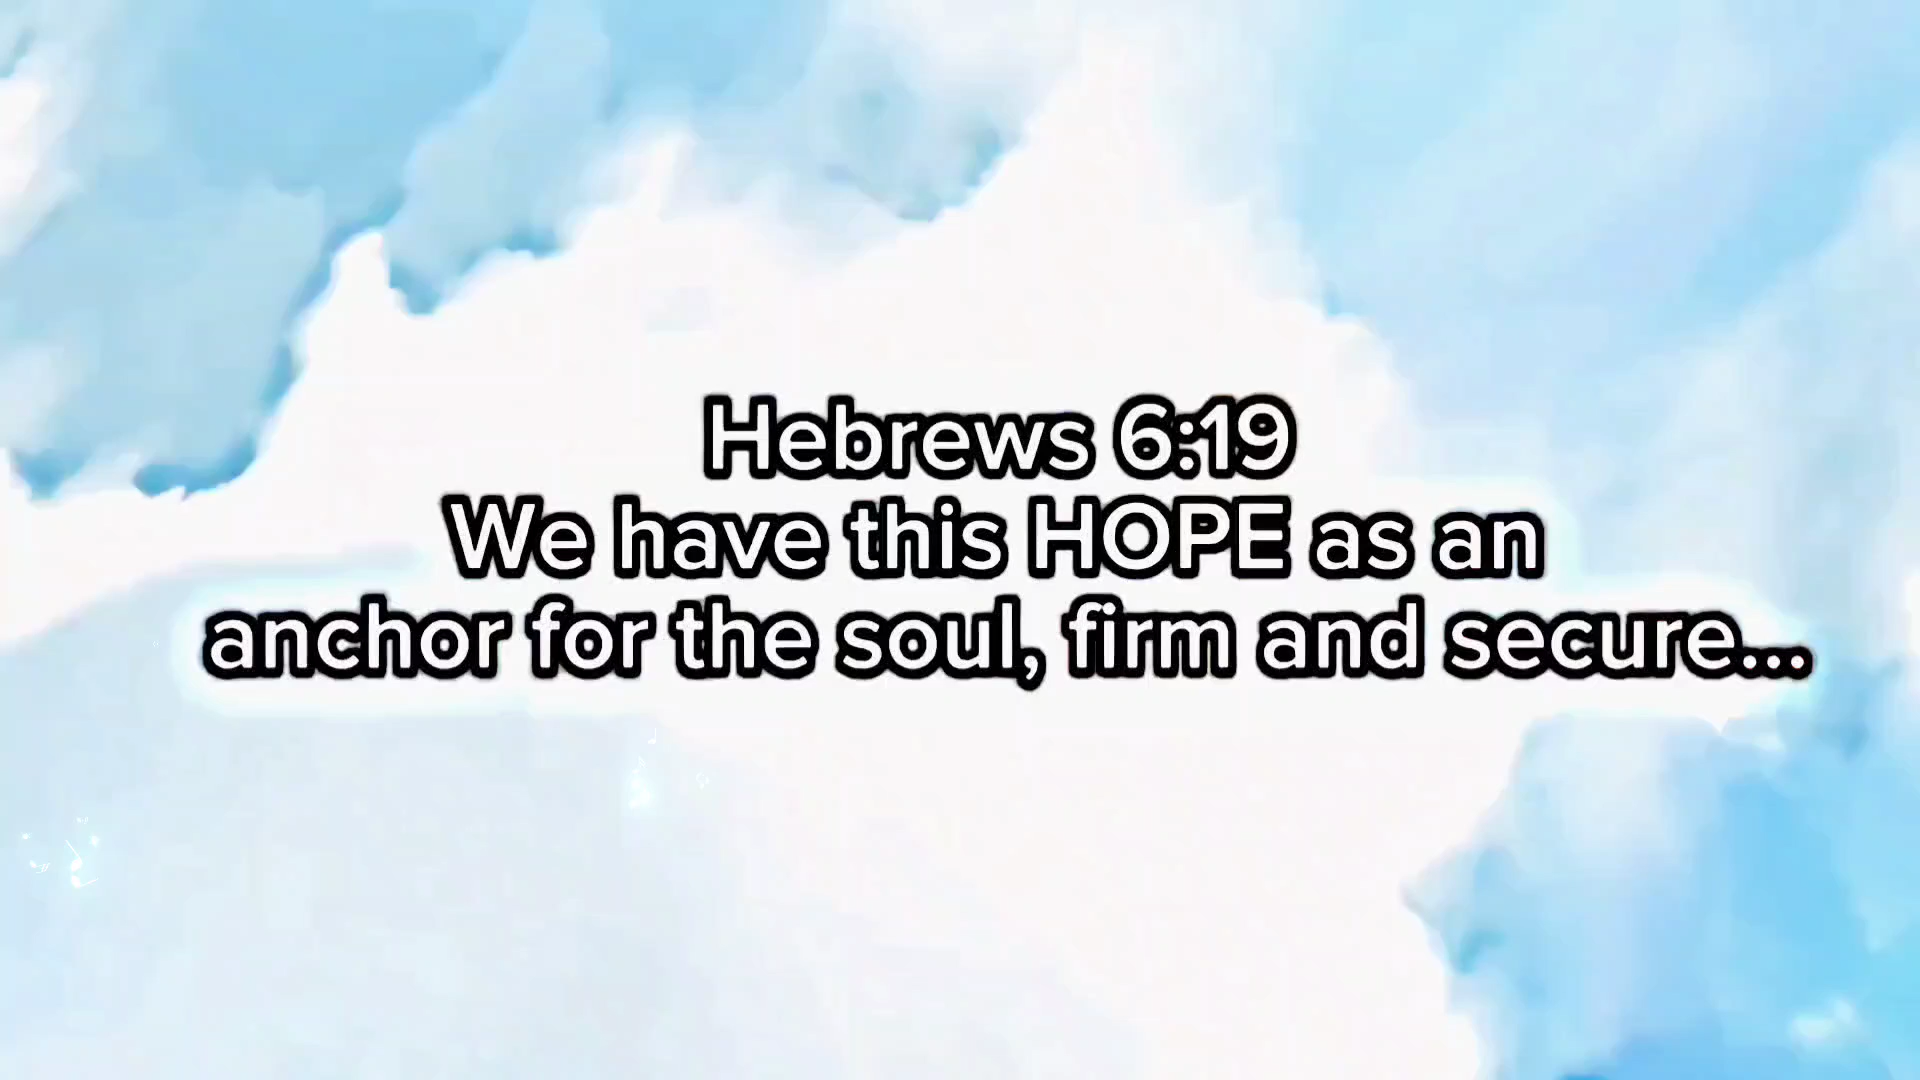 Hebrews 6:19
We have this HOPE as an
anchor for the soul, firm and secure...